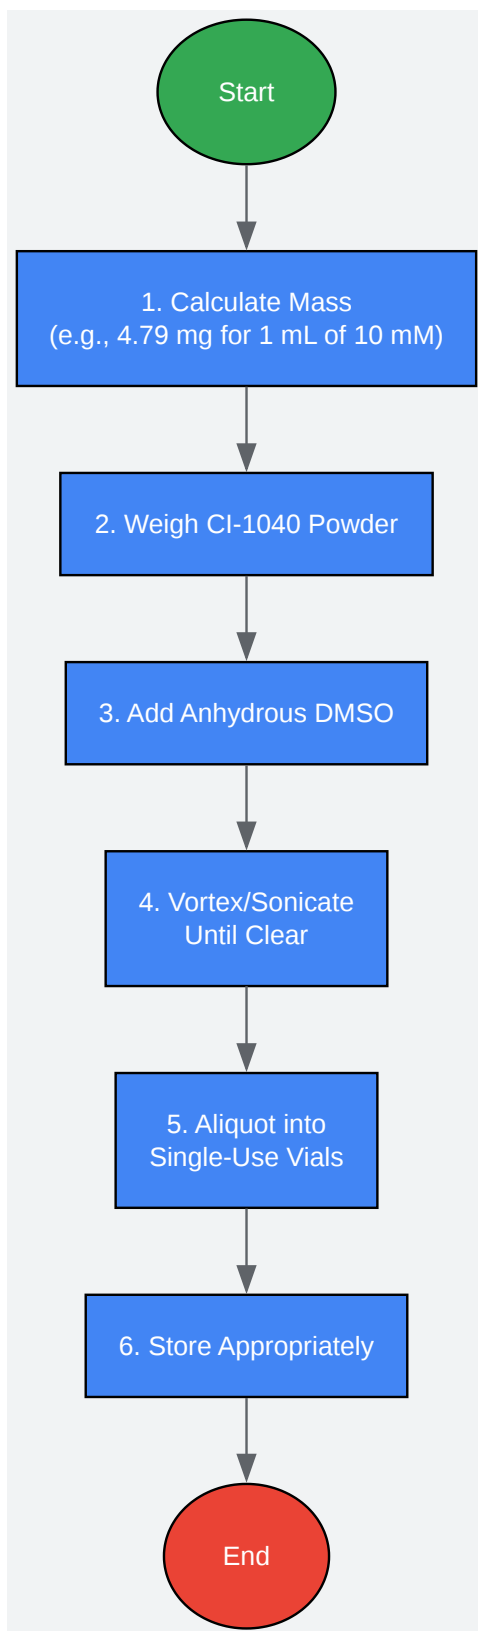 Start
1. Calculate Mass
(e.g., 4.79 mg for 1 mL of 10 mM)
2. Weigh CI-1040 Powder
3. Add Anhydrous DMSO
4. Vortex/Sonicate
Until Clear
5. Aliquot into
Single-Use Vials
6. Store Appropriately
End